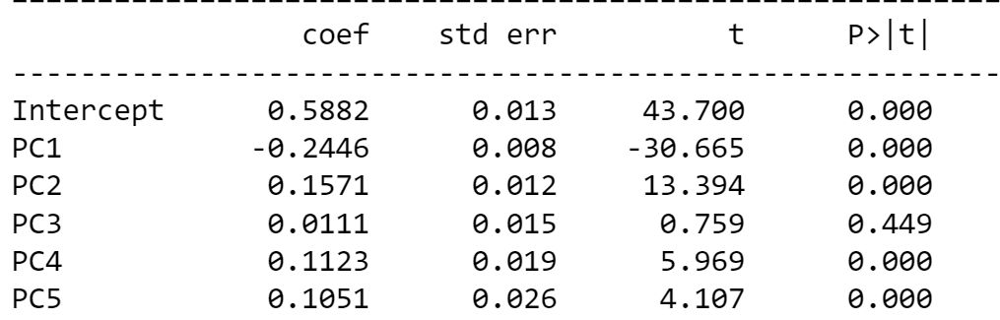 coef std err t P>|t|
------------------------------------------------------------
Intercept 0.5882 0.013 43.700 0.000
PC1 -0.2446 0.008 -30.665 0.000
PC2 0.1571 0.012 13.394 0.000
PC3 0.0111 0.015 0.759 0.449
PC4 0.1123 0.019 5.969 0.000
PC5 0.1051 0.026 4.107 0.000